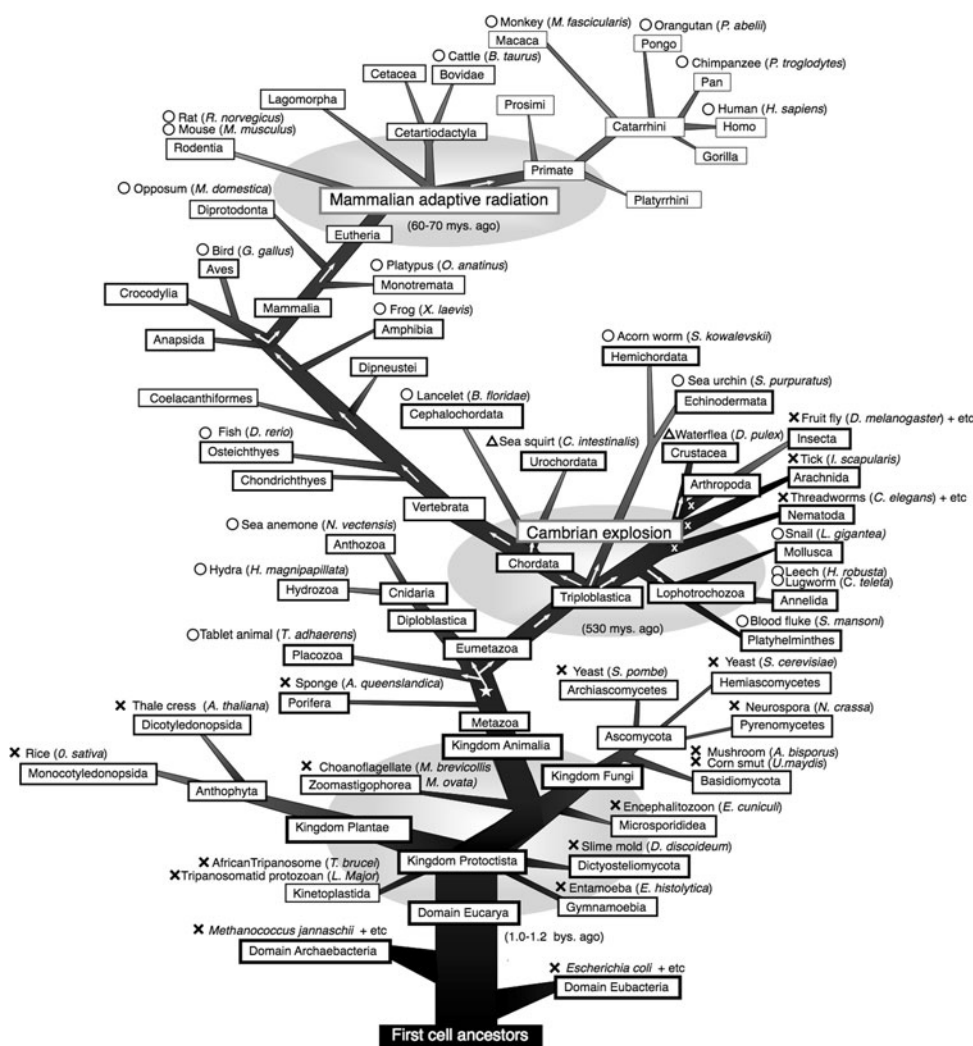 ○Monkey (M. fascicularis)
Macaca
○Orangutan (P. abelii)
Pongo
○Chimpanzee (P. troglodytes)
Pan
○Human (H. sapiens)
Homo
Gorilla
Catarrhini
Prosimi
Primate
Platyrrhini
○Cattle (B. taurus)
Cetacea
Bovidae
Lagomorpha
Cetartiodactyla
○Rat (R. norvegicus)
○Mouse (M. musculus)
Rodentia
Mammalian adaptive radiation
(60-70 mys. ago)
○Opposum (M. domestica)
Diprotodonta
Eutheria
○Bird (G. gallus)
Aves
○Platypus (O. anatinus)
Monotremata
Crocodylia
Mammalia
○Frog (X. laevis)
Amphibia
Anapsida
Dipneustei
Coelacanthiformes
○Fish (D. rerio)
Osteichthyes
Chondrichthyes
Vertebrata
○Acorn worm (S. kowalevskii)
Hemichordata
○Lancelet (B. floridae)
Cephalochordata
○Sea urchin (S. purpuratus)
Echinodermata
△Sea squirt (C. intestinalis)
Urochordata
✖Fruit fly (D. melanogaster) + etc
Insecta
△Waterflea (D. pulex)
Crustacea
✖Tick (I. scapularis)
Arachnida
Arthropoda
✖Threadworms (C. elegans) + etc
Nematoda
x
x
x
Cambrian explosion
○Snail (L. gigantea)
Mollusca
○Leech (H. robusta)
○Lugworm (C. teleta)
Annelida
Lophotrochozoa
○Blood fluke (S. mansoni)
Platyhelminthes
Chordata
Triploblastica
(530 mys. ago)
○Sea anemone (N. vectensis)
Anthozoa
○Hydra (H. magnipapillata)
Hydrozoa
Cnidaria
Diploblastica
○Tablet animal (T. adhaerens)
Placozoa
Eumetazoa
✖ Sponge (A. queenslandica)
Porifera
Metazoa
Kingdom Animalia
✖ Yeast (S. pombe)
Archiascomycetes
✖ Yeast (S. cerevisiae)
Hemiascomycetes
✖ Neurospora (N. crassa)
Pyrenomycetes
Ascomycota
✖ Mushroom (A. bisporus)
✖ Corn smut (U.maydis)
Basidiomycota
Kingdom Fungi
✖ Thale cress (A. thaliana)
Dicotyledonopsida
✖ Rice (0. sativa)
Monocotyledonopsida
Anthophyta
✖ Choanoflagellate (M. brevicollis
Zoomastigophorea M. ovata)
Kingdom Plantae
✖Encephalitozoon (E. cuniculi)
Microsporididea
Kingdom Protoctista
✖Slime mold (D. discoideum)
Dictyosteliomycota
✖AfricanTripanosome (T. brucei)
✖Tripanosomatid protozoan (L. Major)
Kinetoplastida
✖Entamoeba (E. histolytica)
Gymnamoebia
Domain Eucarya
(1.0-1.2 bys. ago)
✖ Methanococcus jannaschii + etc
Domain Archaebacteria
✖ Escherichia coli + etc
Domain Eubacteria
First cell ancestors